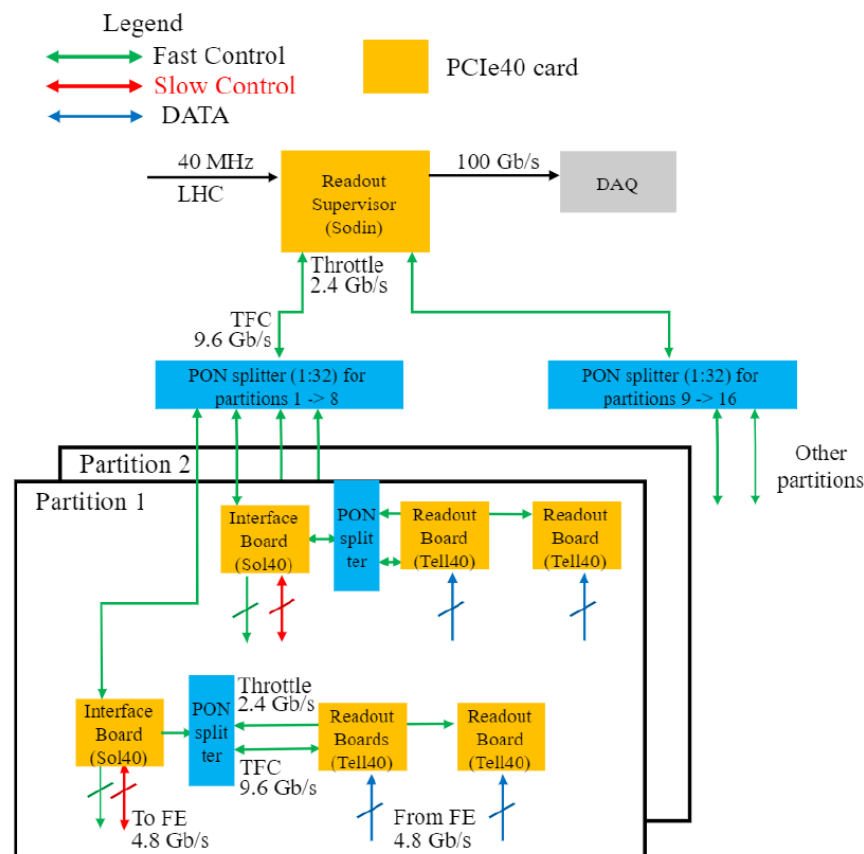 Legend
Fast Control
Slow Control
DATA
PCIe40 card
40 MHz
LHC
Readout
Supervisor
(Sodin)
100 Gb/s
DAQ
Throttle
2.4 Gb/s
TFC
9.6 Gb/s
PON splitter (1:32) for
partitions 1 -> 8
PON splitter (1:32) for
partitions 9 -> 16
Other
partitions
Partition 2
Partition 1
Interface
Board
(Sol40)
PON
split
ter
Readout
Board
(Tell40)
Readout
Board
(Tell40)
Interface
Board
(Sol40)
PON
split
ter
Throttle
2.4 Gb/s
TFC
9.6 Gb/s
Readout
Boards
(Tell40)
Readout
Board
(Tell40)
To FE
4.8 Gb/s
From FE
4.8 Gb/s